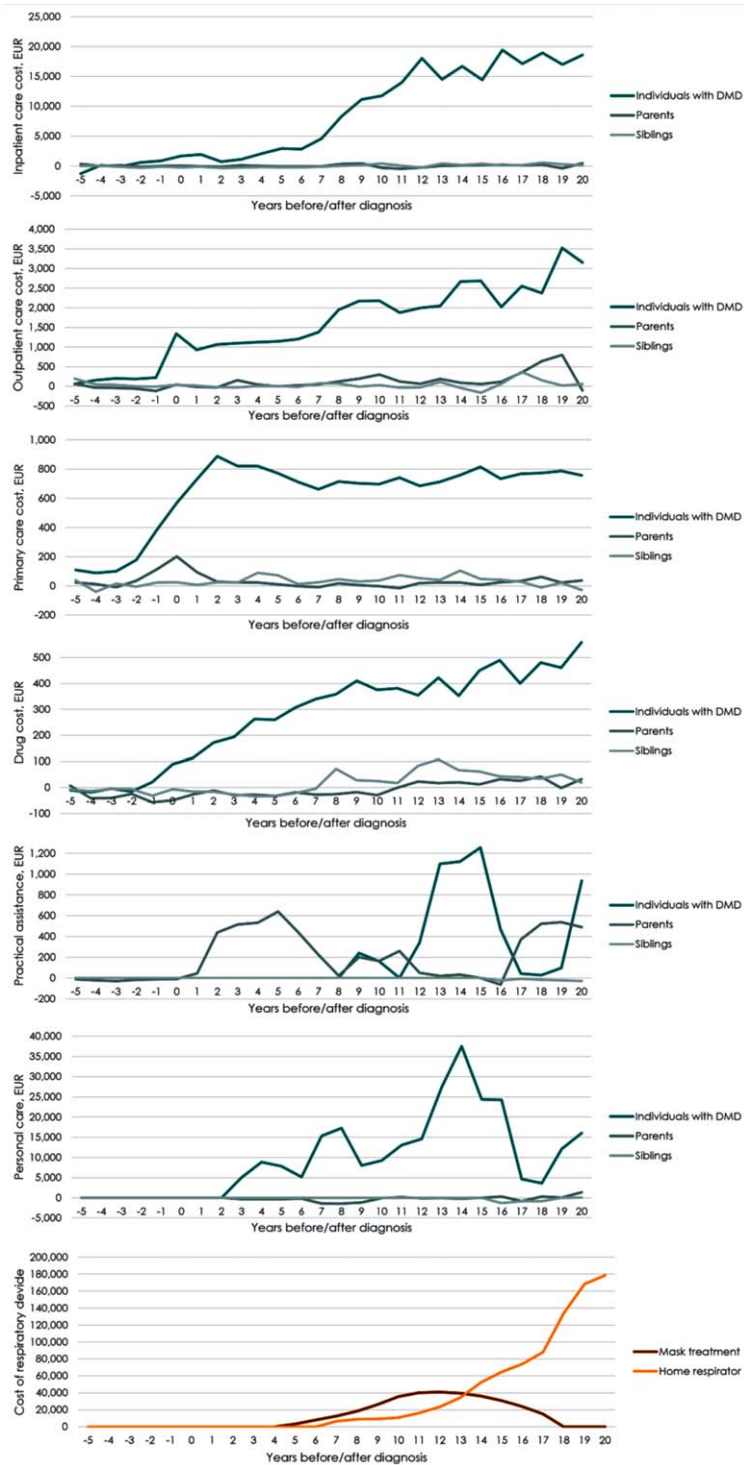 Inpatient care cost, EUR
25,000
20,000
15,000
10,000
5,000
0
-5,000
-5 -4 -3 -2 -1 0 1 2 3 4 5 6 7 8 9 10 11 12 13 14 15 16 17 18 19 20
Years before/after diagnosis
Individuals with DMD
Parents
Siblings
Outpatient care cost, EUR
4,000
3,500
3,000
2,500
2,000
1,500
1,000
500
0
-500
-5 -4 -3 -2 -1 0 1 2 3 4 5 6 7 8 9 10 11 12 13 14 15 16 17 18 19 20
Years before/after diagnosis
Individuals with DMD
Parents
Siblings
Primary care cost, EUR
1,000
800
600
400
200
0
-200
-5 -4 -3 -2 -1 0 1 2 3 4 5 6 7 8 9 10 11 12 13 14 15 16 17 18 19 20
Years before/after diagnosis
Individuals with DMD
Parents
Siblings
Drug cost, EUR
500
400
300
200
100
0
-100
-5 -4 -3 -2 -1 0 1 2 3 4 5 6 7 8 9 10 11 12 13 14 15 16 17 18 19 20
Years before/after diagnosis
Individuals with DMD
Parents
Siblings
Practical assistance, EUR
1,200
1,000
800
600
400
200
0
-200
-5 -4 -3 -2 -1 0 1 2 3 4 5 6 7 8 9 10 11 12 13 14 15 16 17 18 19 20
Years before/after diagnosis
Individuals with DMD
Parents
Siblings
Personal care, EUR
40,000
35,000
30,000
25,000
20,000
15,000
10,000
5,000
0
-5,000
-5 -4 -3 -2 -1 0 1 2 3 4 5 6 7 8 9 10 11 12 13 14 15 16 17 18 19 20
Years before/after diagnosis
Individuals with DMD
Parents
Siblings
Cost of respiratory devide
200,000
180,000
160,000
140,000
120,000
100,000
80,000
60,000
40,000
20,000
0
-5 -4 -3 -2 -1 0 1 2 3 4 5 6 7 8 9 10 11 12 13 14 15 16 17 18 19 20
Years before/after diagnosis
Mask treatment
Home respirator